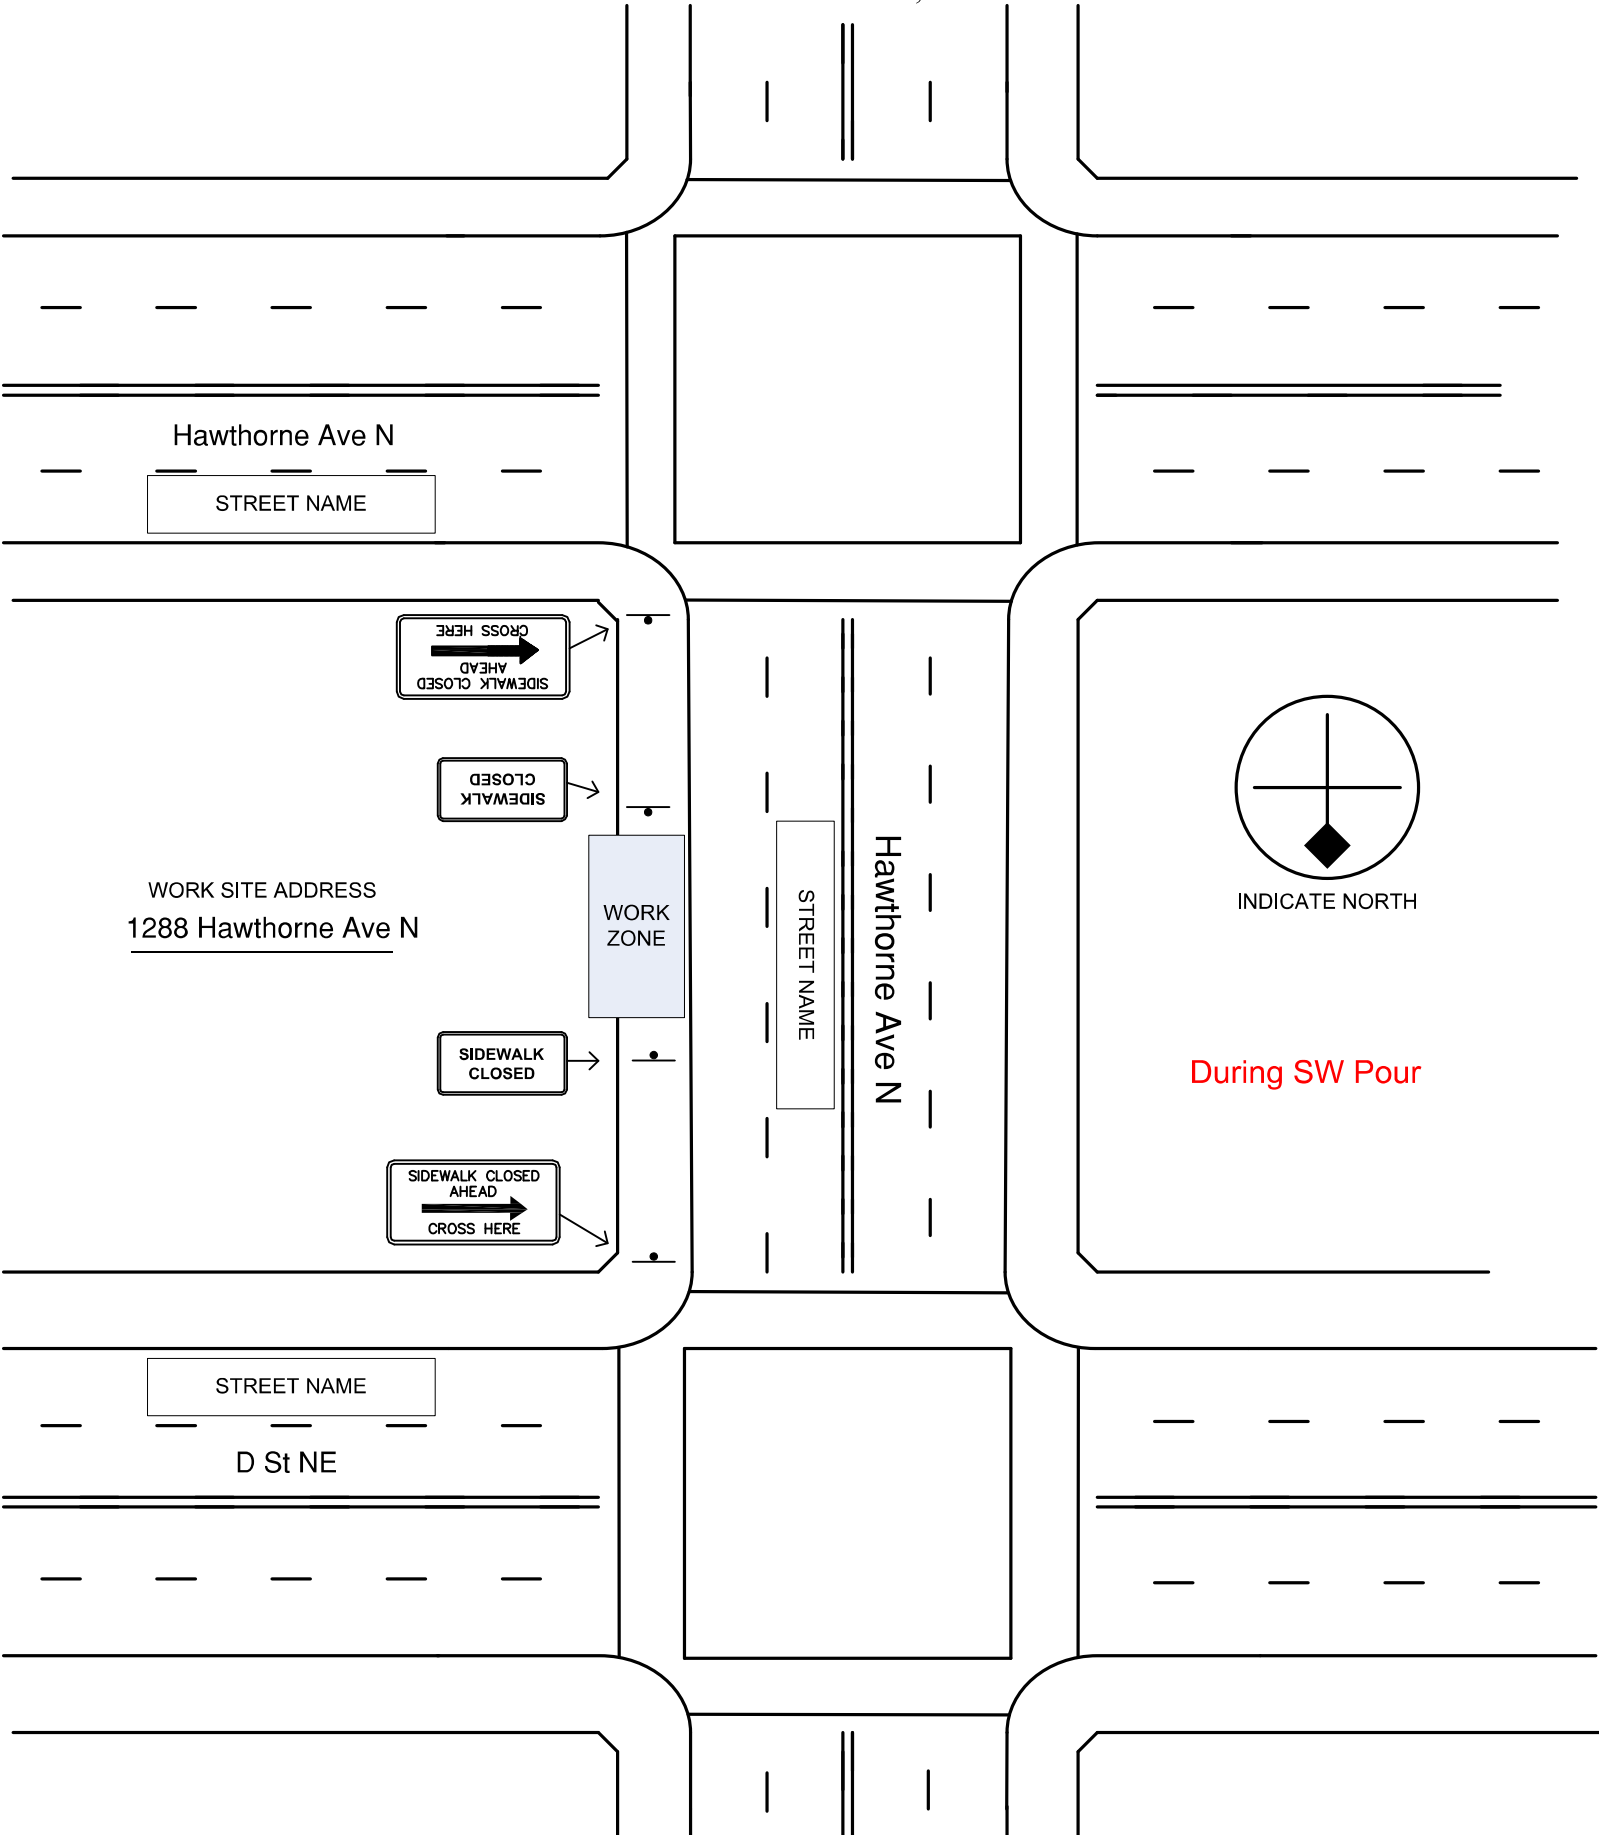 Hawthorne Ave N
STREET NAME
CROSS HERE
SIDEWALK CLOSED
AHEAD
SIDEWALK
CLOSED
WORK SITE ADDRESS
1288 Hawthorne Ave N
WORK
ZONE
STREET NAME
Hawthorne Ave N
INDICATE NORTH
SIDEWALK
CLOSED
During SW Pour
SIDEWALK CLOSED
AHEAD
CROSS HERE
STREET NAME
D St NE